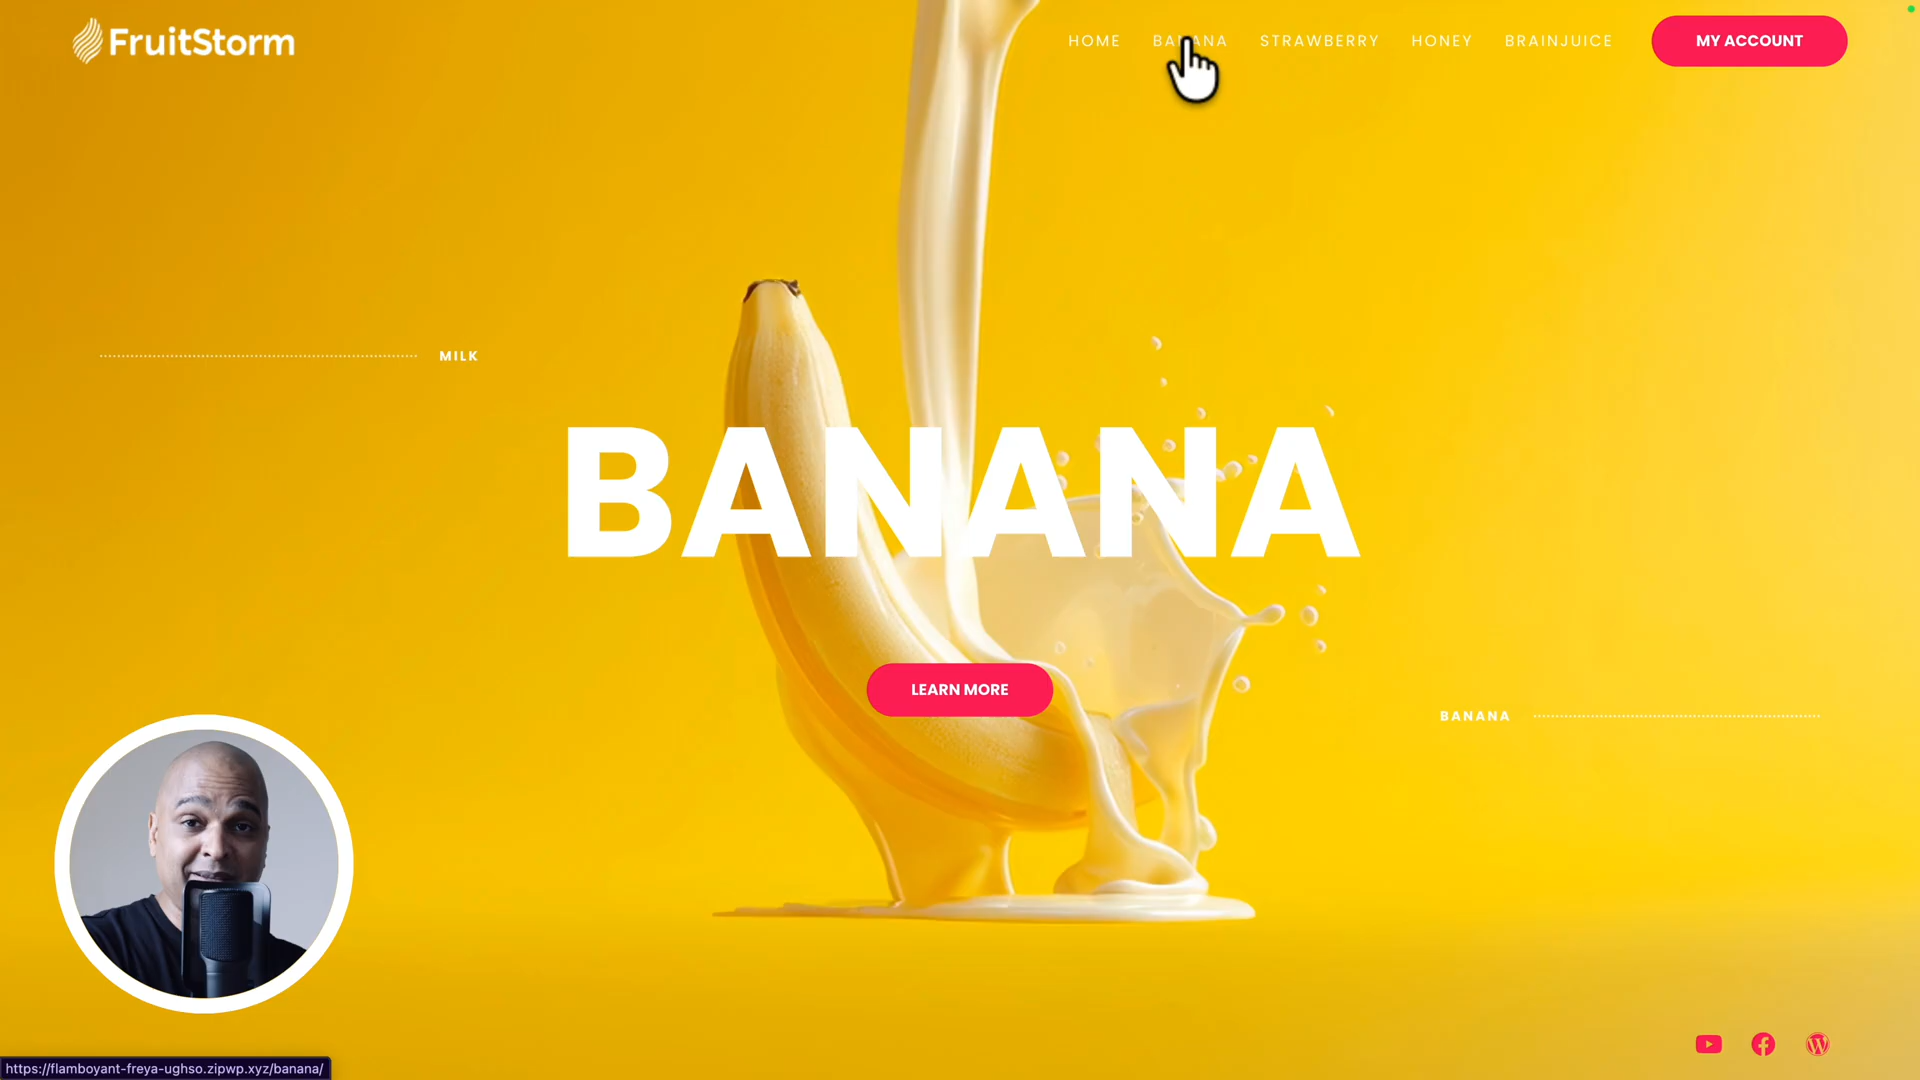 FruitStorm
HOME BANANA STRAWBERRY HONEY BRAINJUICE MY ACCOUNT
MILK
BANANA
LEARN MORE
BANANA
https://flamboyant-freya-ughso.zipwp.xyz/banana/